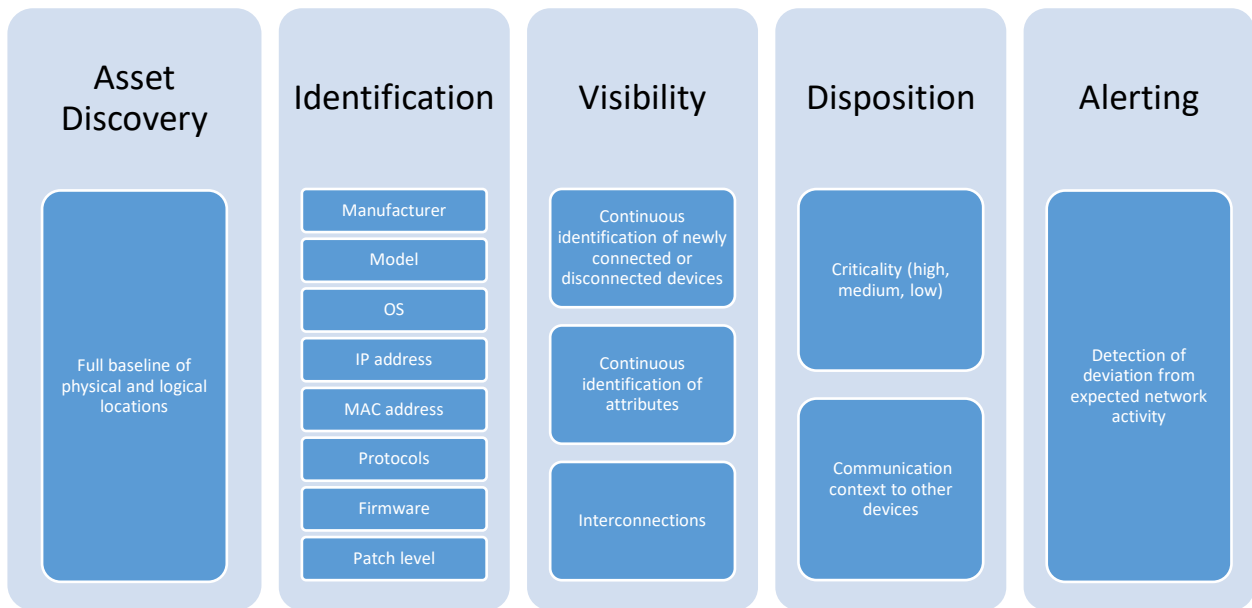 Asset
Discovery
Full baseline of
physical and logical
locations
Identification
Manufacturer
Model
OS
IP address
MAC address
Protocols
Firmware
Patch level
Visibility
Continuous
identification of newly
connected or
disconnected devices
Continuous
identification of
attributes
Interconnections
Disposition
Criticality (high,
medium, low)
Communication
context to other
devices
Alerting
Detection of
deviation from
expected network
activity